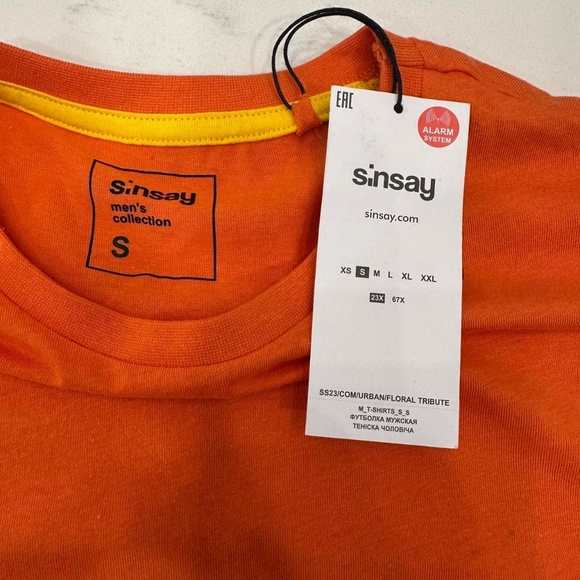 sinsay
men's
collection
S
EAC
ALARM
SYSTEM
sinsay
sinsay.com
XS S M L XL XXL
23X 67X
SS23/COM/URBAN/FLORAL TRIBUTE
M_T-SHIRTS_S_S
ФУТБОЛКА МУЖСКАЯ
ТЕНІСКА ЧОЛОВІЧА